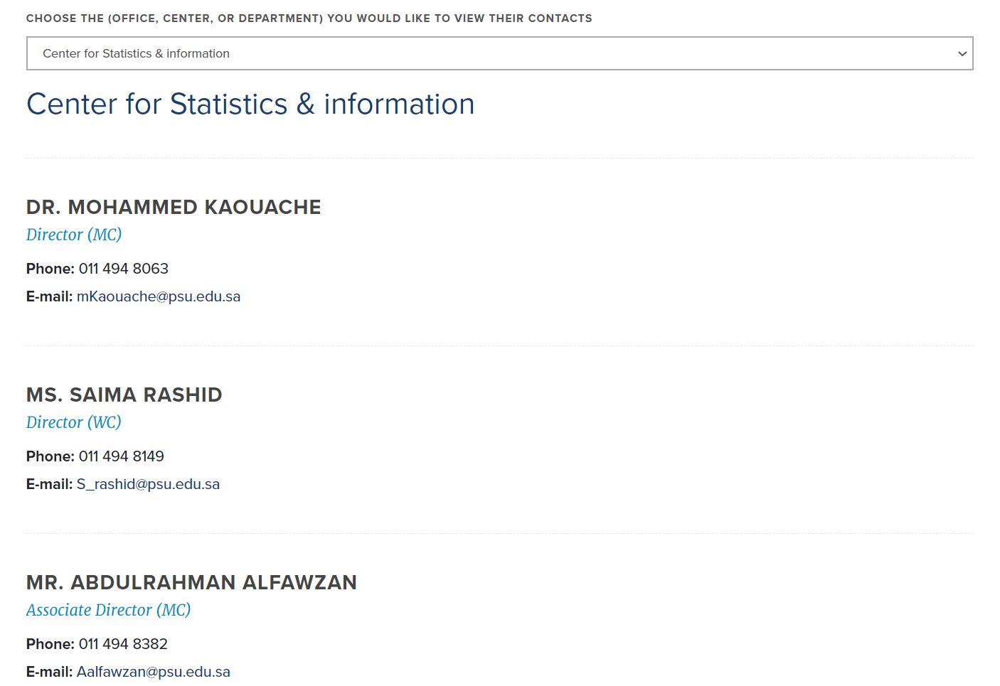 CHOOSE THE (OFFICE, CENTER, OR DEPARTMENT) YOU WOULD LIKE TO VIEW THEIR CONTACTS
Center for Statistics & information
Center for Statistics & information
DR. MOHAMMED KAOUACHE
Director (MC)
Phone: 011 494 8063
E-mail: mKaouache@psu.edu.sa
MS. SAIMA RASHID
Director (WC)
Phone: 011 494 8149
E-mail: S_rashid@psu.edu.sa
MR. ABDULRAHMAN ALFAWZAN
Associate Director (MC)
Phone: 011 494 8382
E-mail: Aalfawzan@psu.edu.sa